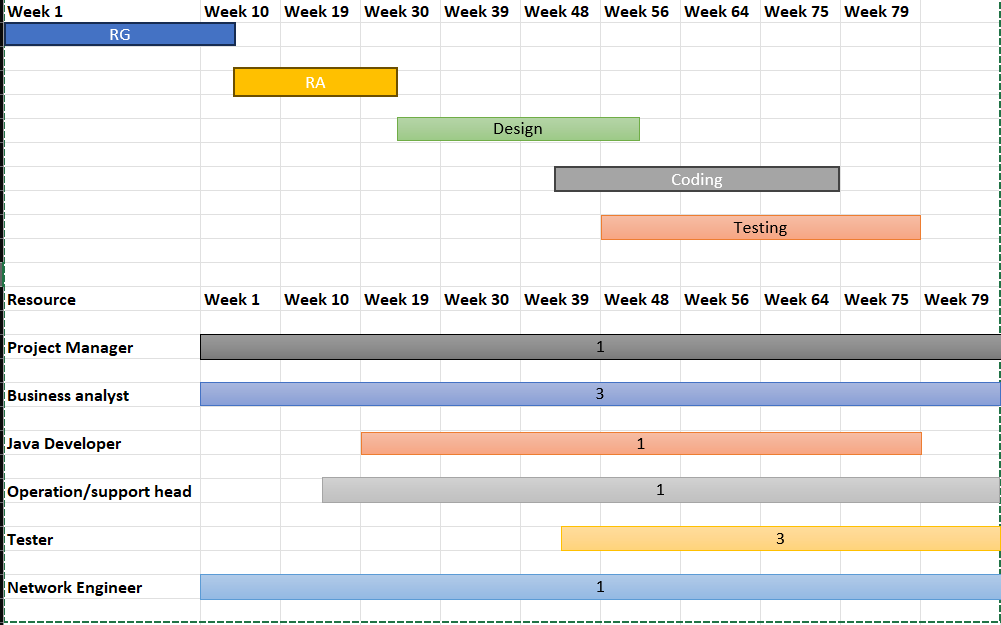 Week 1 Week 10 Week 19 Week 30 Week 39 Week 48 Week 56 Week 64 Week 75 Week 79
RG
RA
Design
Coding
Testing
Resource Week 1 Week 10 Week 19 Week 30 Week 39 Week 48 Week 56 Week 64 Week 75 Week 79
Project Manager 1
Business analyst 3
Java Developer 1
Operation/support head 1
Tester 3
Network Engineer 1